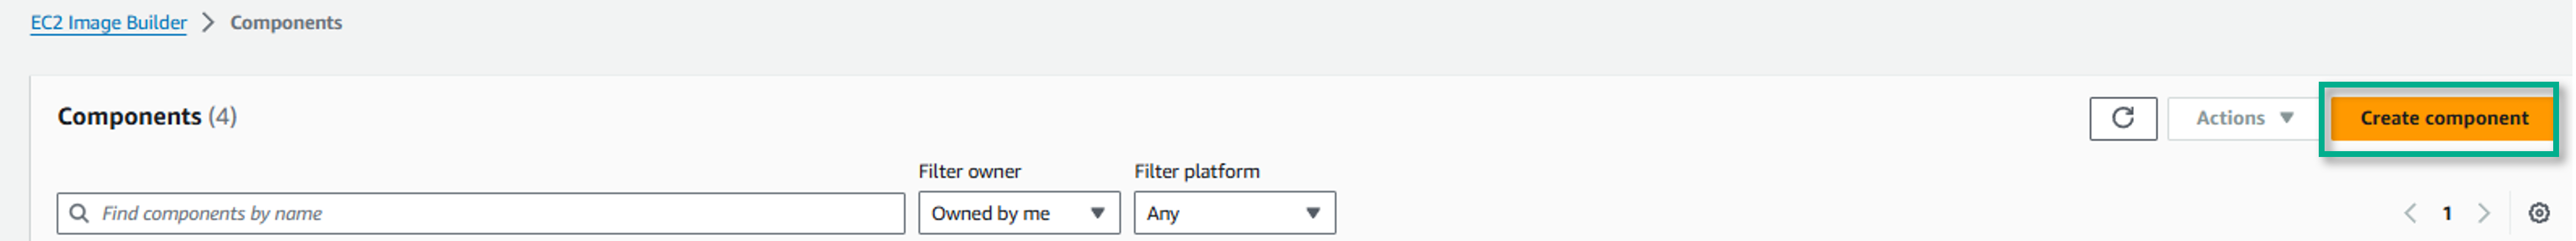 EC2 Image Builder > Components
Components (4)
Actions
Create component
Filter owner
Filter platform
Find components by name
Owned by me
Any
1